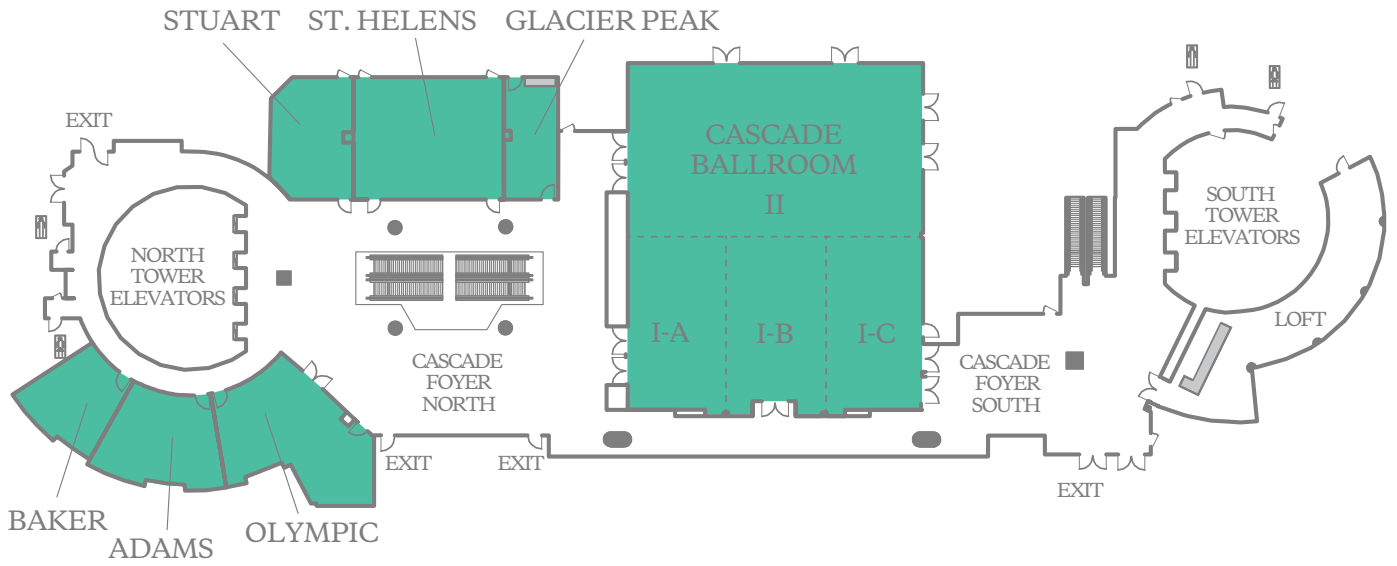 STUART
ST. HELENS
GLACIER PEAK
EXIT
CASCADE
BALLROOM
II
NORTH
TOWER
ELEVATORS
SOUTH
TOWER
ELEVATORS
I-A
I-B
I-C
LOFT
CASCADE
FOYER
NORTH
CASCADE
FOYER
SOUTH
EXIT
EXIT
EXIT
BAKER
ADAMS
OLYMPIC